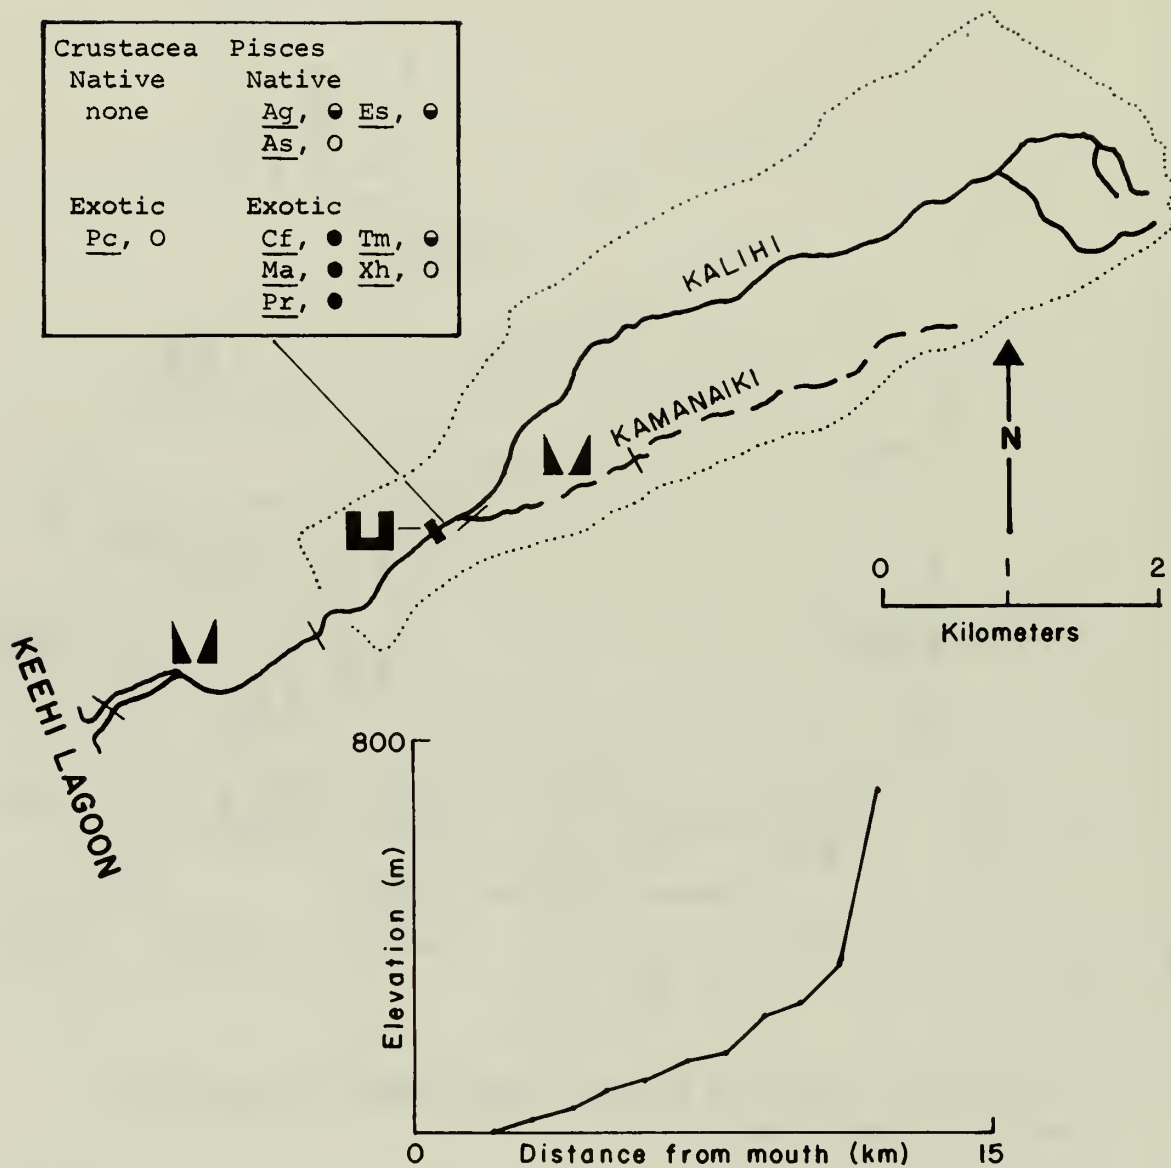 Crustacea Pisces
Native Native
none Ag, ◒ Es, ◒
As, ○
Exotic Exotic
Pc, ○ Cf, ● Tm, ◒
Ma, ● Xh, ○
Pr, ●
KALIHI
KAMANAIKI
N
0 2
Kilometers
KEEHI LAGOON
800
Elevation (m)
0 Distance from mouth (km) 15